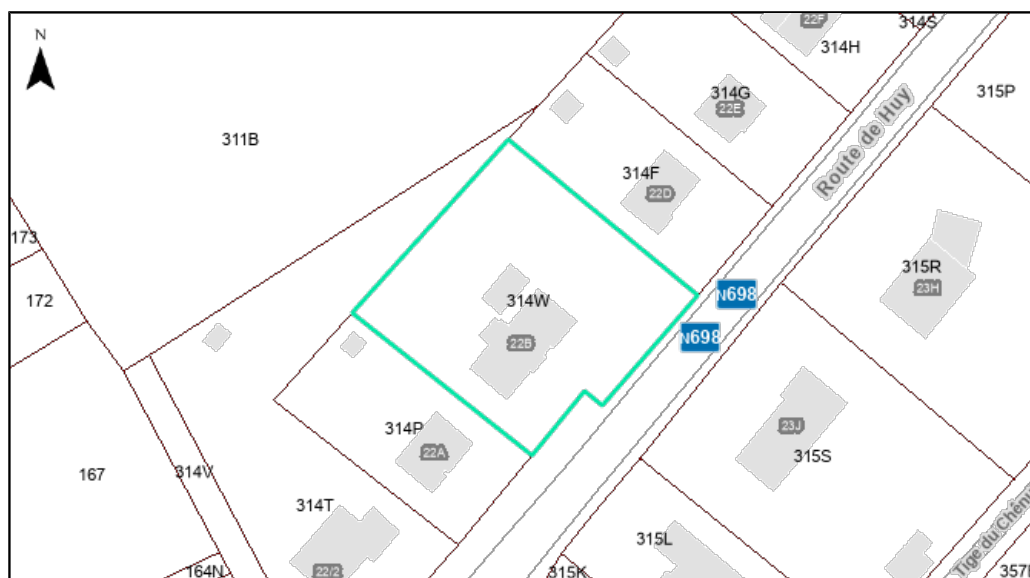 N
22F
314S
314H
315P
314G
22E
Route de Huy
311B
314F
22D
173
172
315R
23H
N698
314W
N698
22B
314P
22A
23J
315S
167
314V
314T
315L
Tige du
22/2
164N
315K